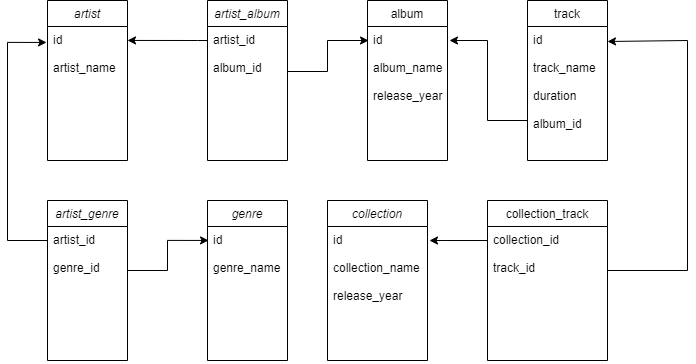 artist
id
artist_name
artist_album
artist_id
album_id
album
id
album_name
release_year
track
id
track_name
duration
album_id
artist_genre
artist_id
genre_id
genre
id
genre_name
collection
id
collection_name
release_year
collection_track
collection_id
track_id